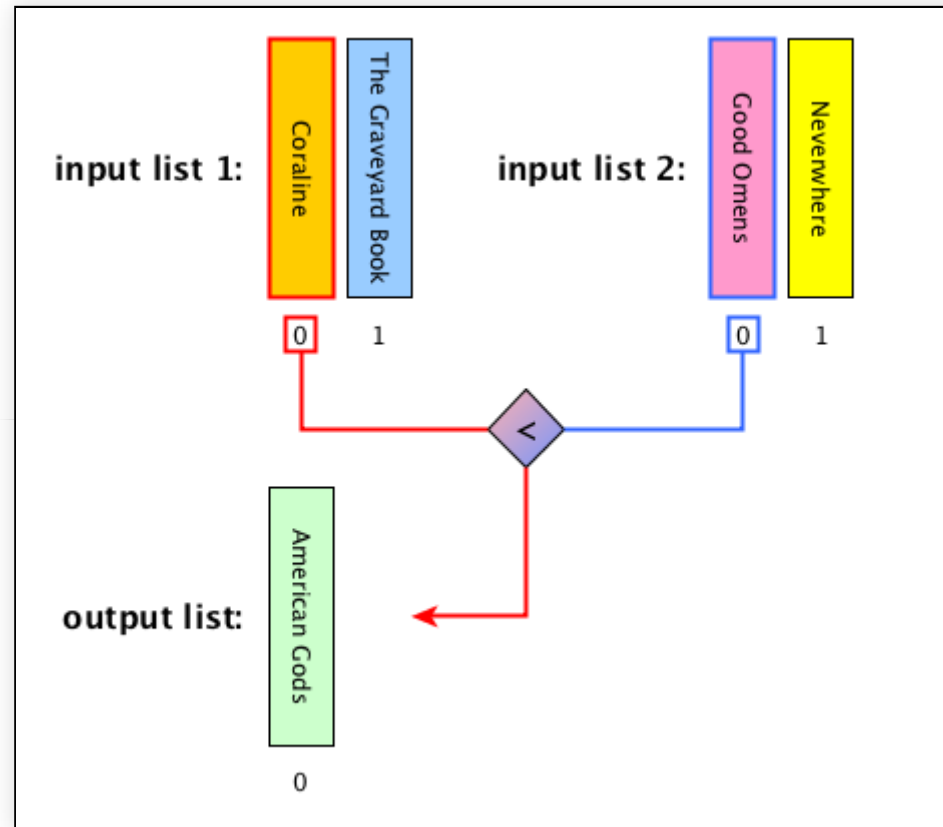 input list 1:
Coraline
The Graveyard Book
0
1
input list 2:
Good Omens
Neverwhere
0
1
<
output list:
American Gods
0